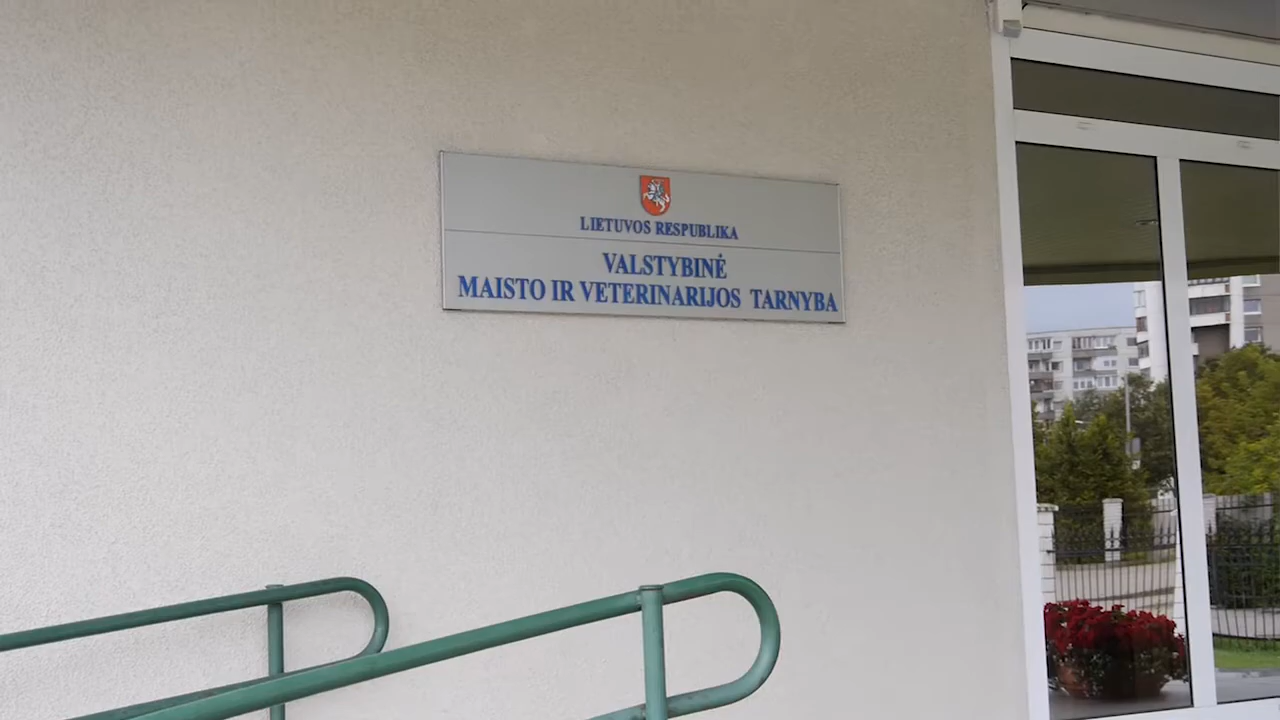 LIETUVOS RESPUBLIKA
VALSTYBINĖ
MAISTO IR VETERINARIJOS TARNYBA